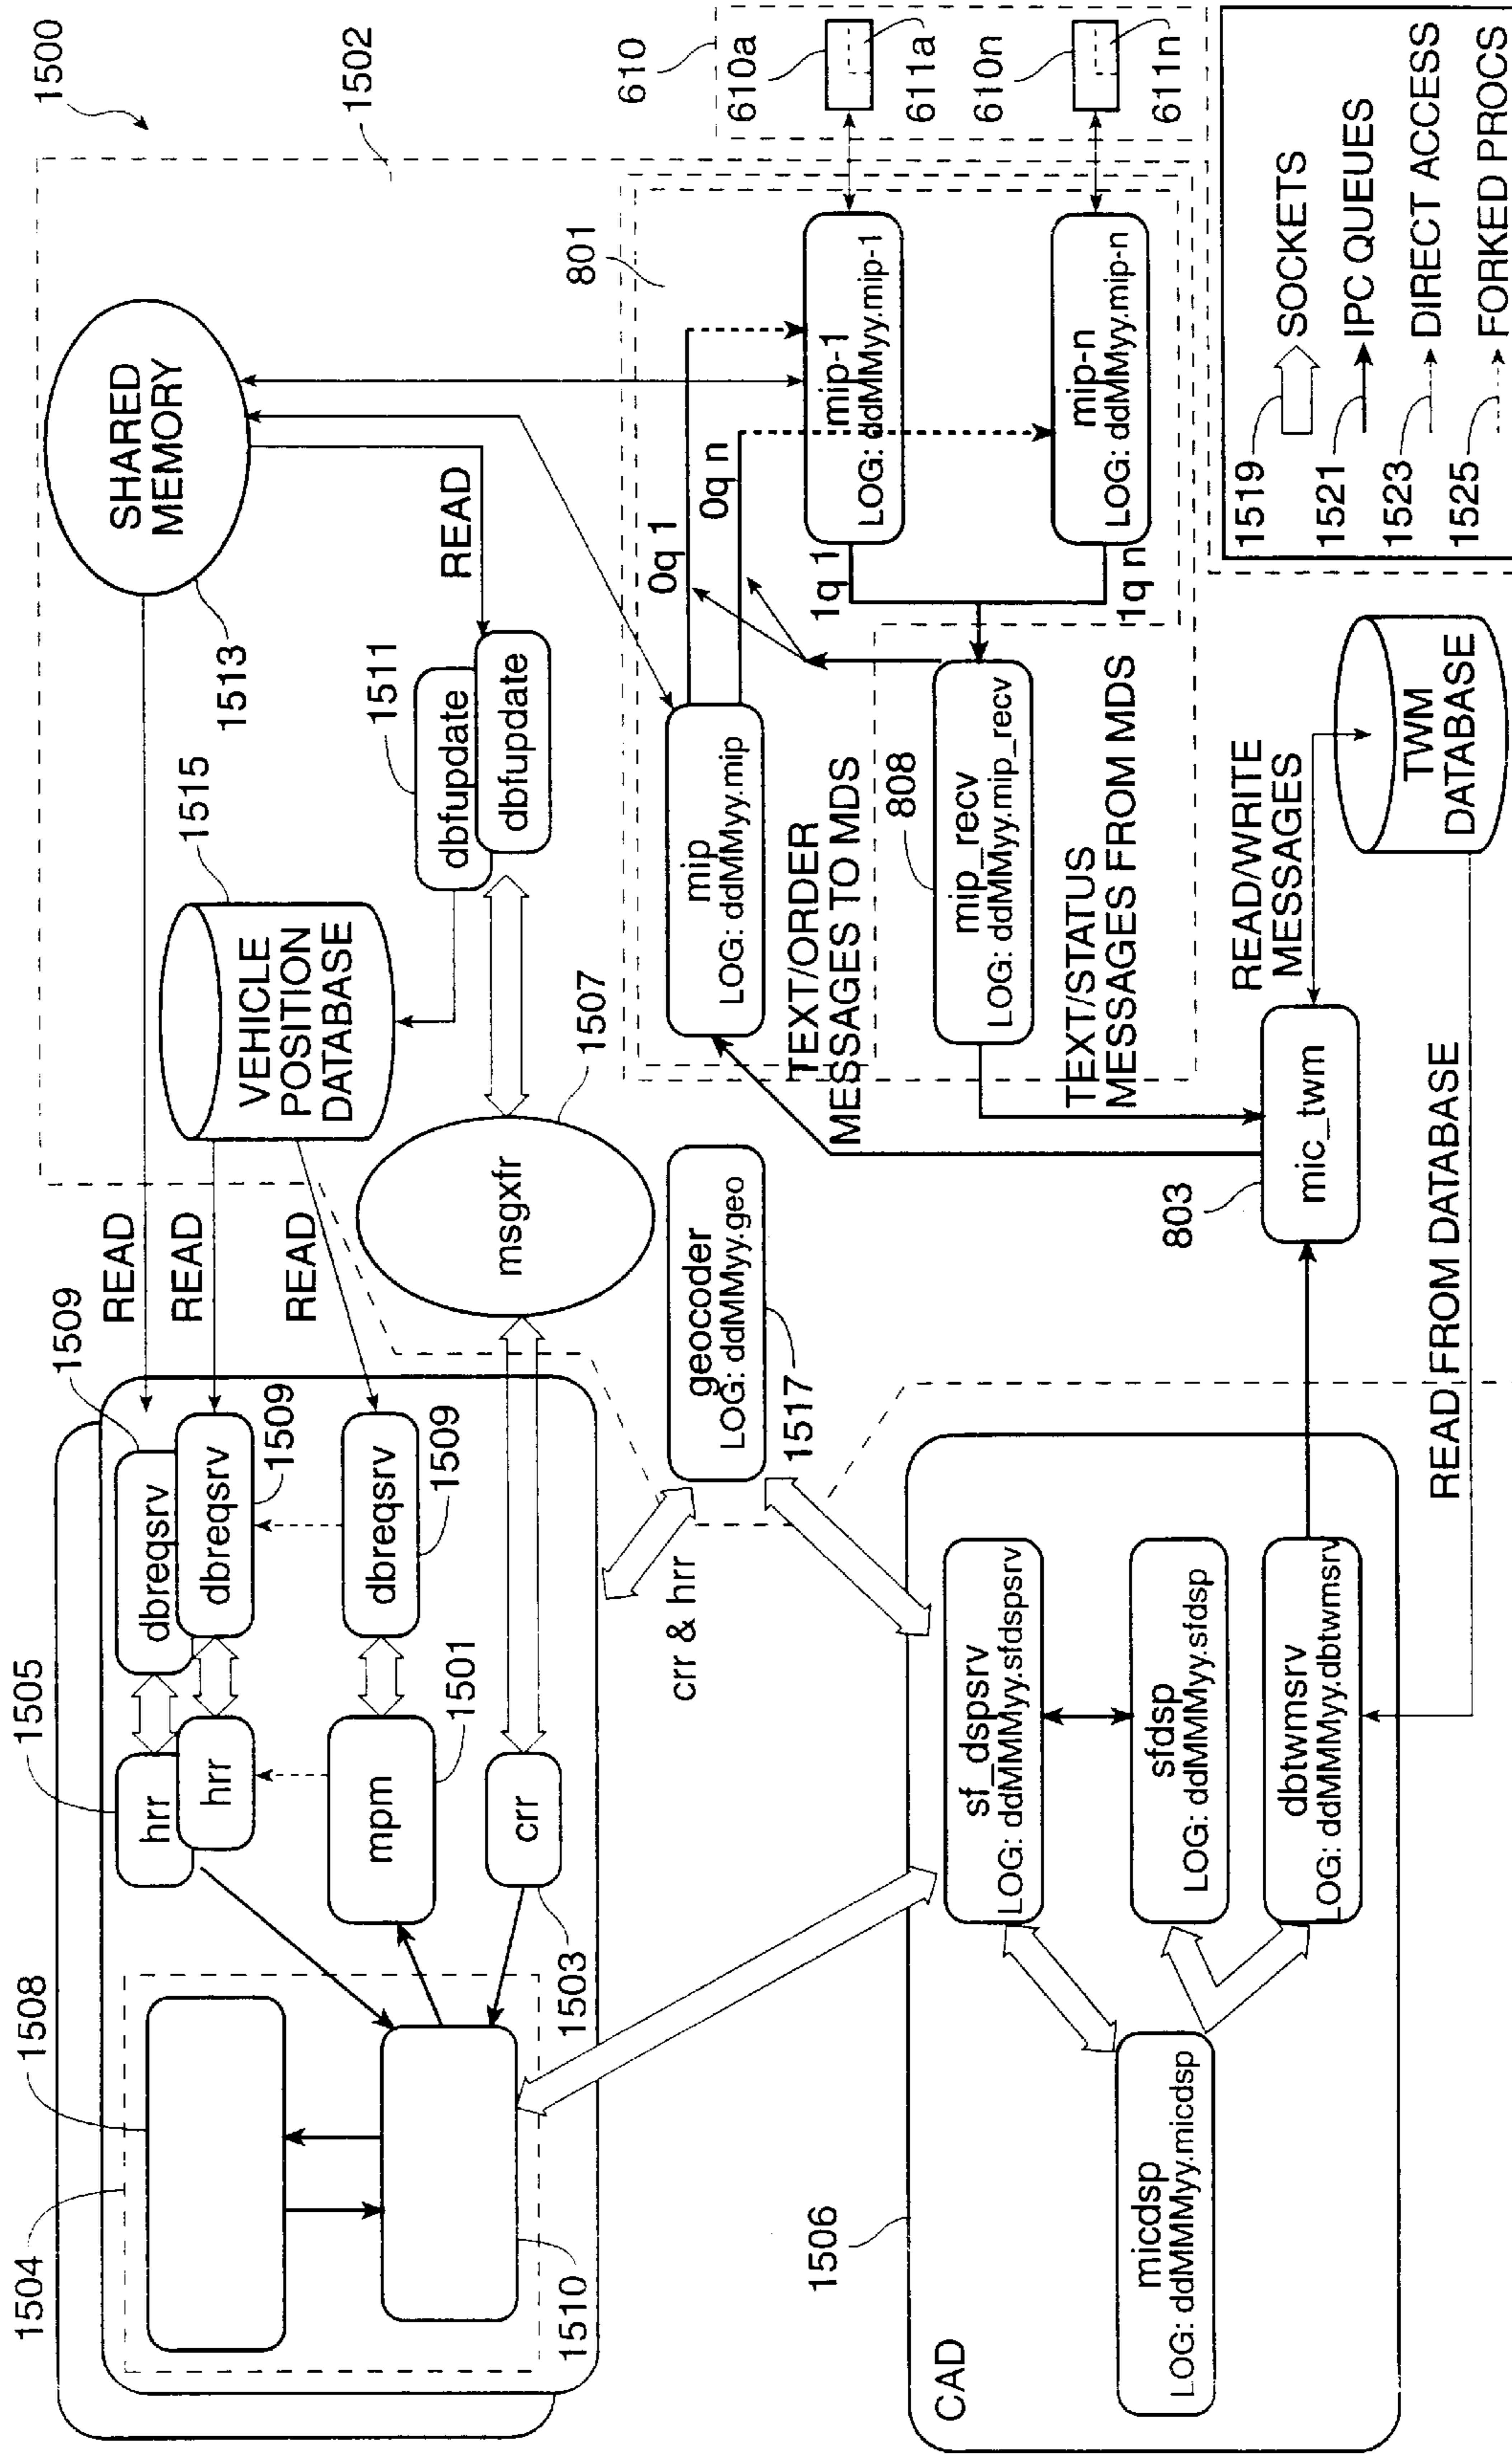 1500
1502
1504
1508
1505
1509
SHARED
MEMORY
1513
READ
READ
READ
READ
VEHICLE
POSITION
DATABASE
1515
1511
dbfupdate
dbfupdate
hrr
hrr
dbreqsrv
dbreqsrv
1509
dbreqsrv
1509
mpm
1501
crr
1503
1510
msgxfr
1507
crr & hrr
geocoder
LOG: ddMMyy.geo
1517
mip
LOG: ddMMyy.mip
0q 1
0q n
801
mip-1
LOG: ddMMyy.mip-1
mip-n
LOG: ddMMyy.mip-n
1q 1
1q n
610
610a
611a
610n
611n
TEXT/ORDER
MESSAGES TO MDS
808
mip_recv
LOG: ddMMyy.mip_recv
TEXT/STATUS
MESSAGES FROM MDS
803
mic_twm
READ/WRITE
MESSAGES
TWM
DATABASE
READ FROM DATABASE
1506
CAD
micdsp
LOG: ddMMMyy.micdsp
sf_dspsrv
LOG: ddMMMyy.sfdspsrv
sfdsp
LOG: ddMMMyy.sfdsp
dbtwmsrv
LOG: ddMMMyy.dbtwmsrv
1519 SOCKETS
1521 IPC QUEUES
1523 DIRECT ACCESS
1525 FORKED PROCS